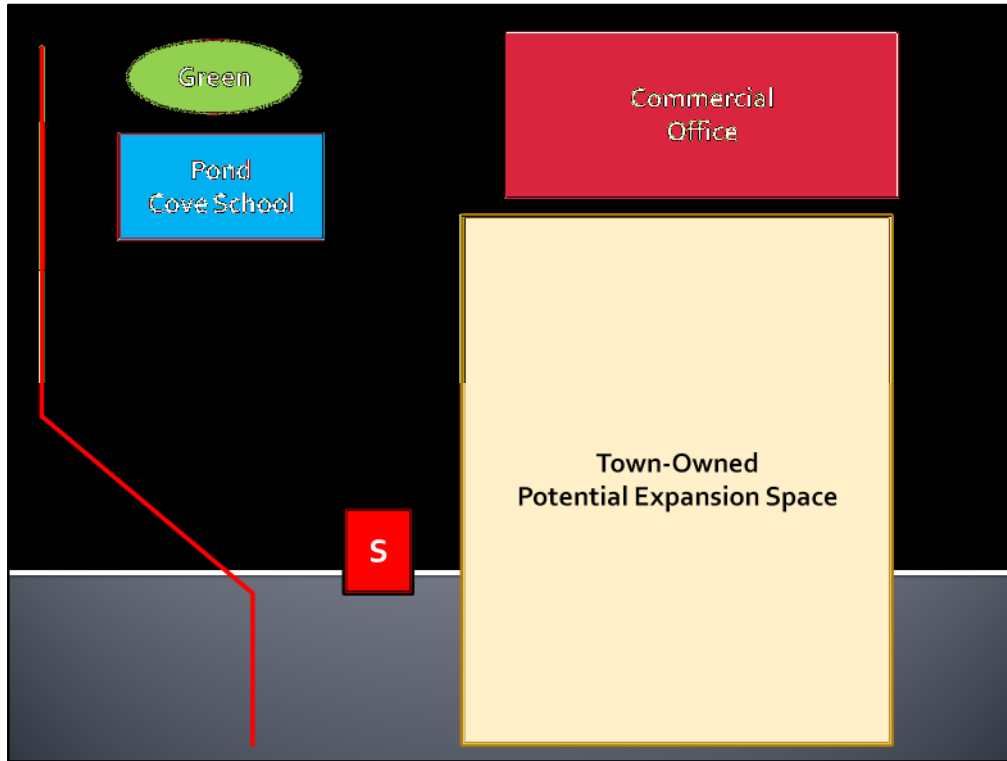 Green
Commercial
Office
Pond
Cove School
Town-Owned
Potential Expansion Space
S